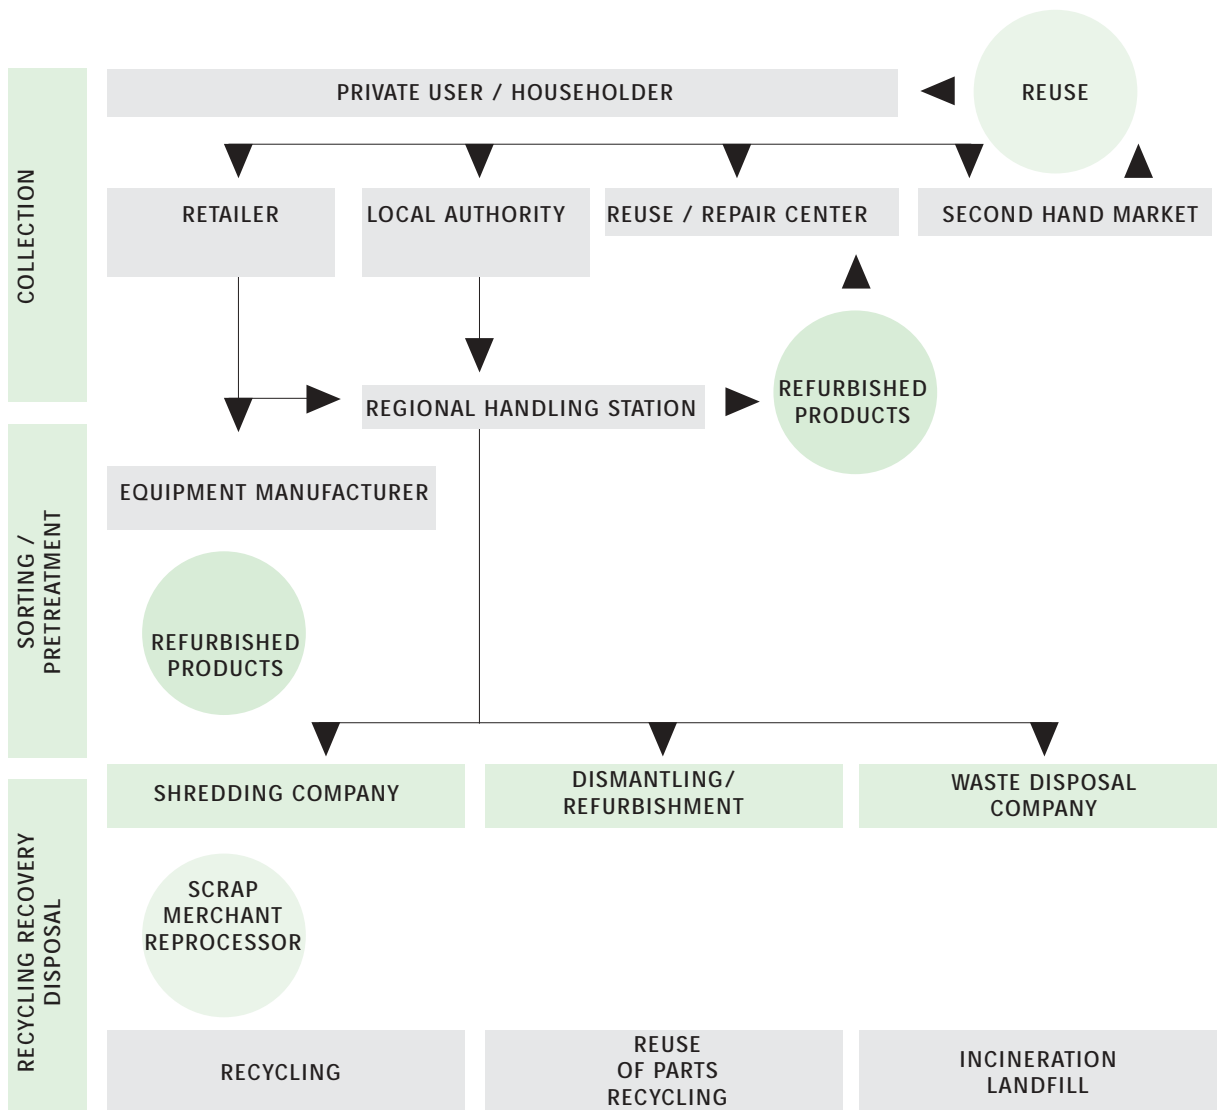 PRIVATE USER / HOUSEHOLDER
REUSE
COLLECTION
RETAILER
LOCAL AUTHORITY
REUSE / REPAIR CENTER
SECOND HAND MARKET
REGIONAL HANDLING STATION
REFURBISHED
PRODUCTS
SORTING /
PRETREATMENT
EQUIPMENT MANUFACTURER
REFURBISHED
PRODUCTS
RECYCLING RECOVERY
DISPOSAL
SHREDDING COMPANY
DISMANTLING/
REFURBISHMENT
WASTE DISPOSAL
COMPANY
SCRAP
MERCHANT
REPROCESSOR
RECYCLING
REUSE
OF PARTS
RECYCLING
INCINERATION
LANDFILL